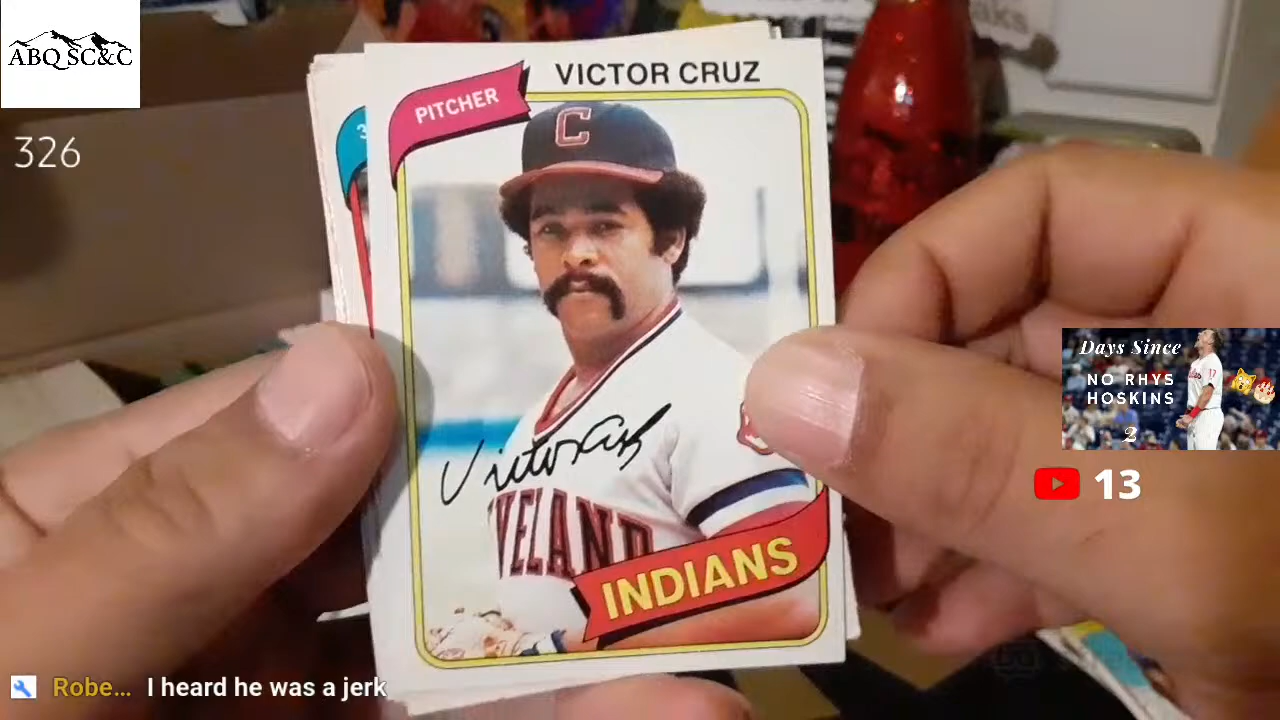 ABQ SC&C
326
PITCHER
VICTOR CRUZ
C
Victor Cruz
VELAND
INDIANS
Days Since
NO RHYS
HOSKINS
2
13
Robe... I heard he was a jerk